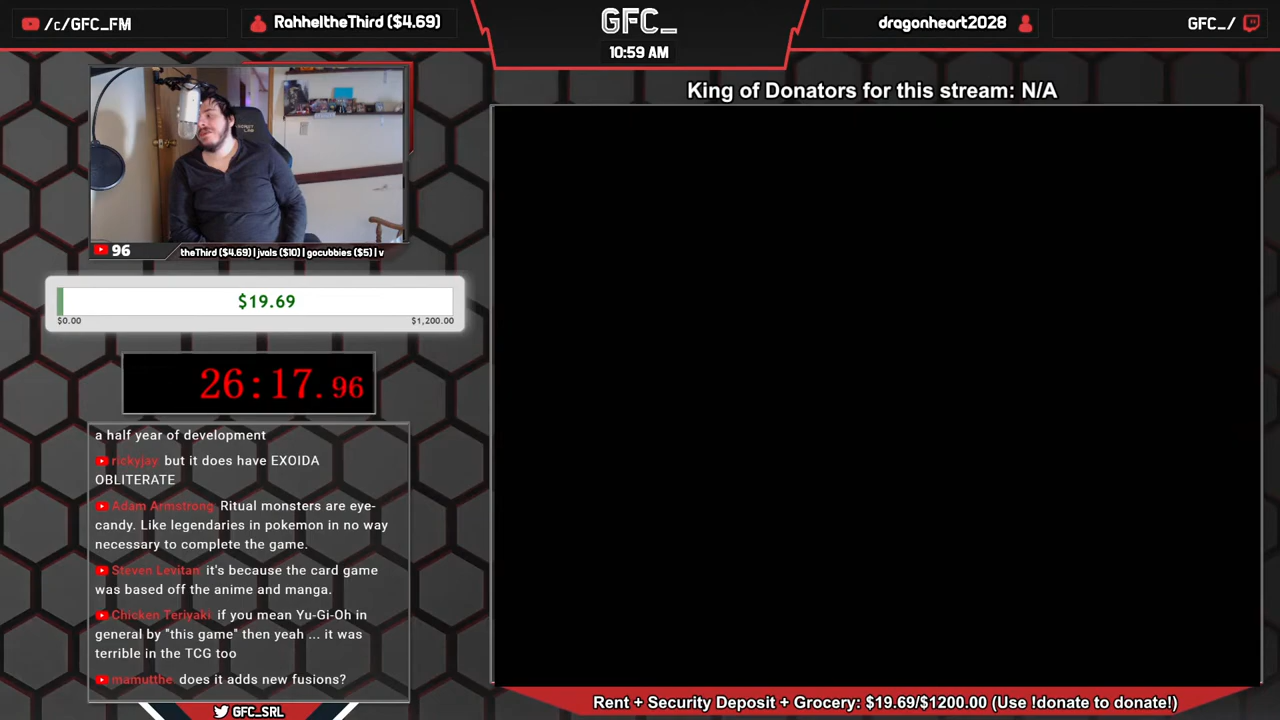 /c/GFC_FM
RahheltheThird ($4.69)
GFC_
10:59 AM
dragonheart2028
GFC_/
King of Donators for this stream: N/A
96
theThird ($4.69) | jvals ($10) | gocubbies ($5) | v
$19.69
$0.00
$1,200.00
26:17.96
a half year of development
rickyjay but it does have EXOIDA
OBLITERATE
Adam Armstrong Ritual monsters are eye-
candy. Like legendaries in pokemon in no way
necessary to complete the game.
Steven Levitan it's because the card game
was based off the anime and manga.
Chicken Teriyaki if you mean Yu-Gi-Oh in
general by "this game" then yeah ... it was
terrible in the TCG too
mamutthe does it adds new fusions?
GFC_SRL
Rent + Security Deposit + Grocery: $19.69/$1200.00 (Use !donate to donate!)